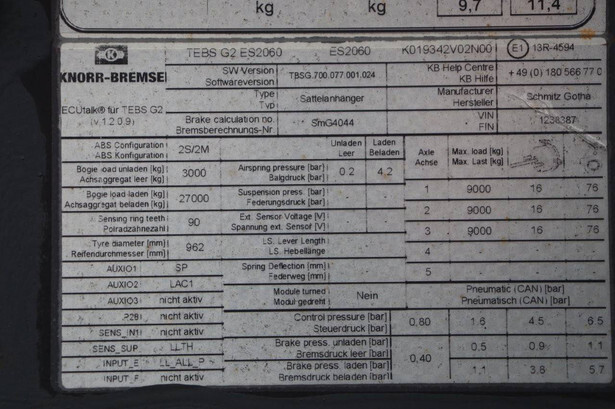 kg kg 9,7 11,4
KNORR-BREMSE
TEBS G2 ES2060 ES2060 K019342V02N00 E1 13R-4594
SW Version
Softwareversion TBSG.700.077.001.024 KB Help Centre
KB Hilfe +49 (0) 180 566 77 0
ECUtalk® für TEBS G2
(v.1.2.0.9)
Type
Typ Sattelanhänger Manufacturer
Hersteller Schmitz Gotha
Brake calculation no.
Bremsberechnungs-Nr. SmG4044 VIN
FIN 1238387
ABS Configuration
ABS Konfiguration 2S/2M
Unladen
Leer Laden
Beladen
Axle
Achse Max. load [kg]
Max. Last [kg]
Bogie load unladen [kg]
Achsaggregat leer [kg] 3000
Airspring pressure [bar]
Balgdruck [bar] 0.2 4,2
1 9000 16 76
Bogie load laden [kg]
Achsaggregat beladen [kg] 27000
Suspension press. [bar]
Federungsdruck [bar] - -
2 9000 16 76
Sensing ring teeth
Polradzähnezahl 90
Ext. Sensor Voltage [V]
Spannung ext. Sensor [V] - -
3 9000 16 76
Tyre diameter [mm]
Reifendurchmesser [mm] 962
LS. Lever Length
LS. Hebellänge -
4 - - -
AUXIO1 SP
Spring Deflection [mm]
Federweg [mm] - -
5 - - -
AUXIO2 LAC1
Module turned
Modul gedreht Nein
Pneumatic (CAN) [bar]
Pneumatisch (CAN) [bar]
AUXIO3 nicht aktiv
P28 nicht aktiv
Control pressure [bar]
Steuerdruck [bar] 0,80 1.6 4.5 6.5
SENS_IN1 nicht aktiv
SENS_SUP LLTH
Brake press. unladen [bar]
Bremsdruck leer [bar] 0,40 0.5 0.9 1.1
INPUT_E LL_ALL_P
INPUT_F nicht aktiv
Brake press. laden [bar]
Bremsdruck beladen [bar] 1.1 3.8 5.7